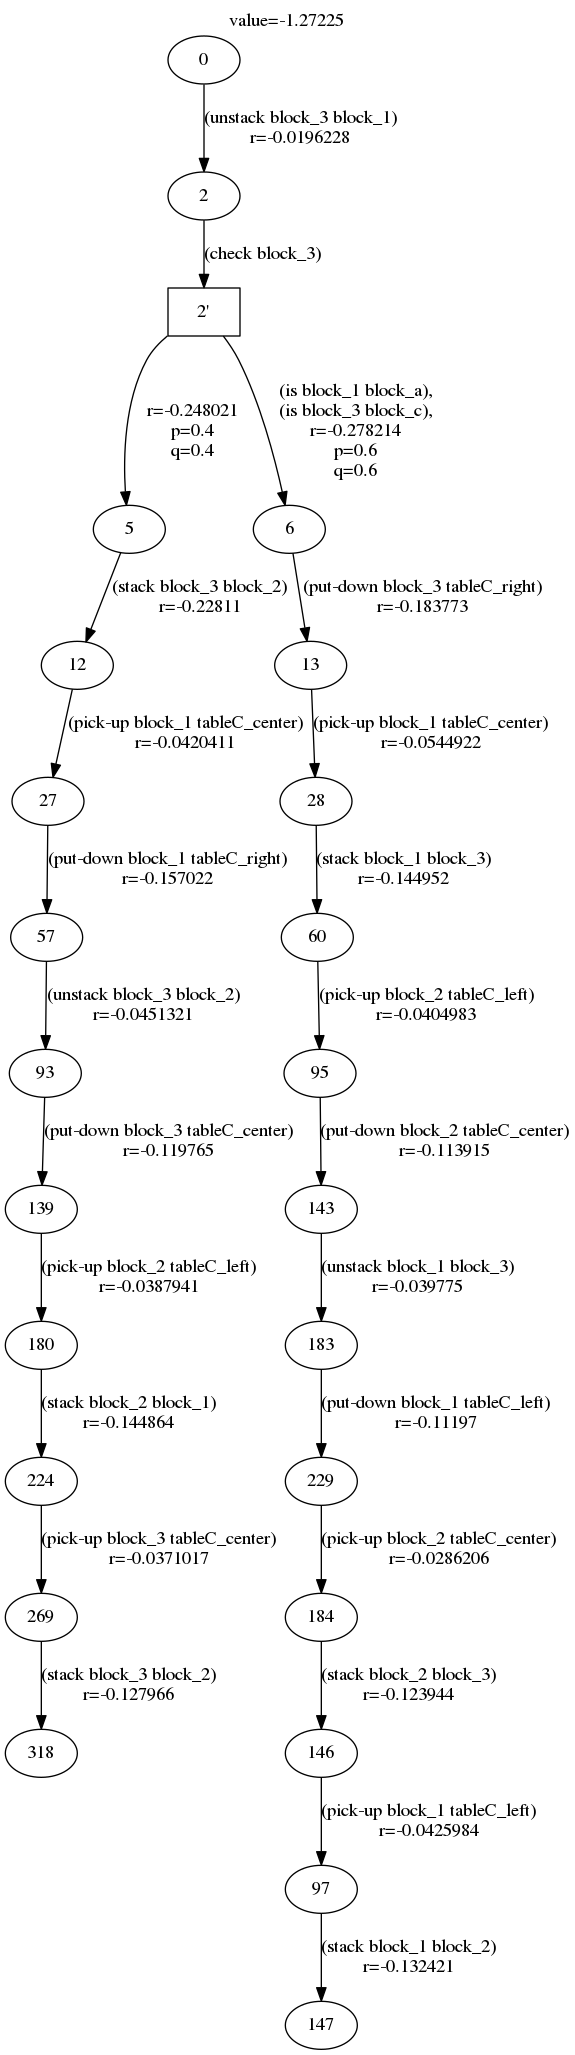 value=-1.27225
0
(unstack block_3 block_1)
r=-0.0196228
2
(check block_3)
2'
r=-0.248021
p=0.4
q=0.4
(is block_1 block_a),
(is block_3 block_c),
r=-0.278214
p=0.6
q=0.6
5
6
(stack block_3 block_2)
r=-0.22811
(put-down block_3 tableC_right)
r=-0.183773
12
13
(pick-up block_1 tableC_center)
r=-0.0420411
(pick-up block_1 tableC_center)
r=-0.0544922
27
28
(put-down block_1 tableC_right)
r=-0.157022
(stack block_1 block_3)
r=-0.144952
57
60
(unstack block_3 block_2)
r=-0.0451321
(pick-up block_2 tableC_left)
r=-0.0404983
93
95
(put-down block_3 tableC_center)
r=-0.119765
(put-down block_2 tableC_center)
r=-0.113915
139
143
(pick-up block_2 tableC_left)
r=-0.0387941
(unstack block_1 block_3)
r=-0.039775
180
183
(stack block_2 block_1)
r=-0.144864
(put-down block_1 tableC_left)
r=-0.11197
224
229
(pick-up block_3 tableC_center)
r=-0.0371017
(pick-up block_2 tableC_center)
r=-0.0286206
269
184
(stack block_3 block_2)
r=-0.127966
(stack block_2 block_3)
r=-0.123944
318
146
(pick-up block_1 tableC_left)
r=-0.0425984
97
(stack block_1 block_2)
r=-0.132421
147